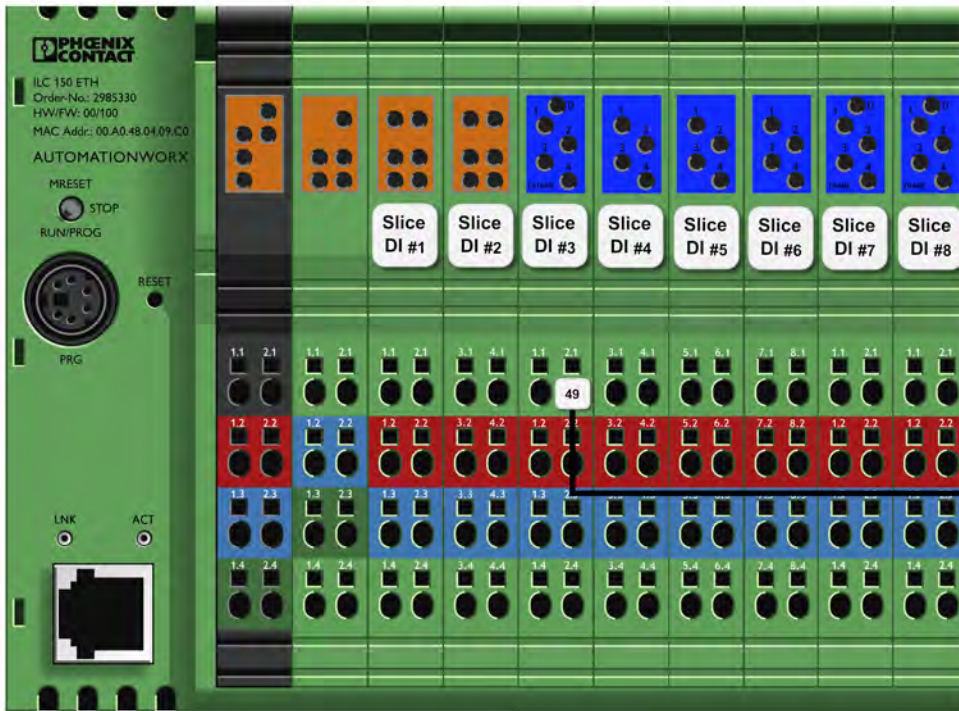 PHŒNIX
CONTACT
ILC 150 ETH
Order-No.: 2985330
HW/FW: 00/100
MAC Addr.: 00.A0.48.04.09.C0
AUTOMATIONWORX
MRESET
STOP
RUN/PROG
RESET
PRG
LNK ACT
Slice DI #1
Slice DI #2
Slice DI #3
Slice DI #4
Slice DI #5
Slice DI #6
Slice DI #7
Slice DI #8
1.1 2.1 1.1 2.1 1.1 2.1 3.1 4.1 1.1 2.1 3.1 4.1 5.1 6.1 7.1 8.1 1.1 2.1 1.1 2.1
49
1.2 2.2 1.2 2.2 1.2 2.2 3.2 4.2 1.2 3.2 4.2 5.2 6.2 7.2 8.2 1.2 2.2 1.2 2.2
1.3 2.3 1.3 2.3 1.3 2.3 3.3 4.3 1.3
1.4 2.4 1.4 2.4 1.4 2.4 3.4 4.4 1.4 2.4 3.4 4.4 5.4 6.4 7.4 8.4 1.4 2.4 1.4 2.4